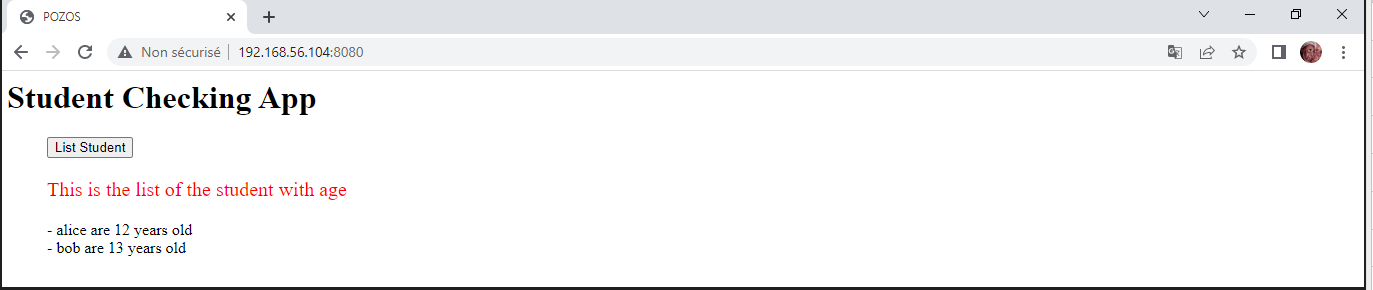 POZOS
Non sécurisé 192.168.56.104:8080
Student Checking App
List Student
This is the list of the student with age
- alice are 12 years old
- bob are 13 years old